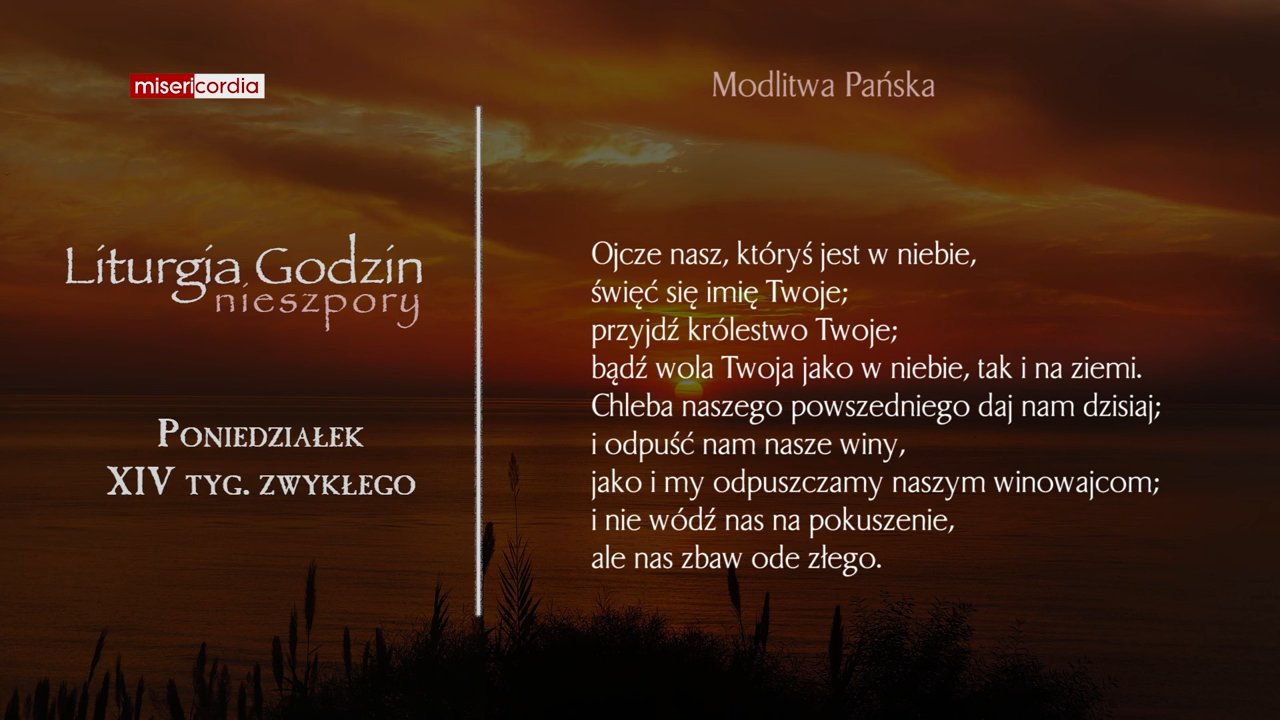 misericordia
Liturgia Godzin
nieszpory
Poniedziałek
XIV tyg. zwykłego
Modlitwa Pańska
Ojcze nasz, któryś jest w niebie,
święć się imię Twoje;
przyjdź królestwo Twoje;
bądź wola Twoja jako w niebie, tak i na ziemi.
Chleba naszego powszedniego daj nam dzisiaj;
i odpuść nam nasze winy,
jako i my odpuszczamy naszym winowajcom;
i nie wódź nas na pokuszenie,
ale nas zbaw ode złego.